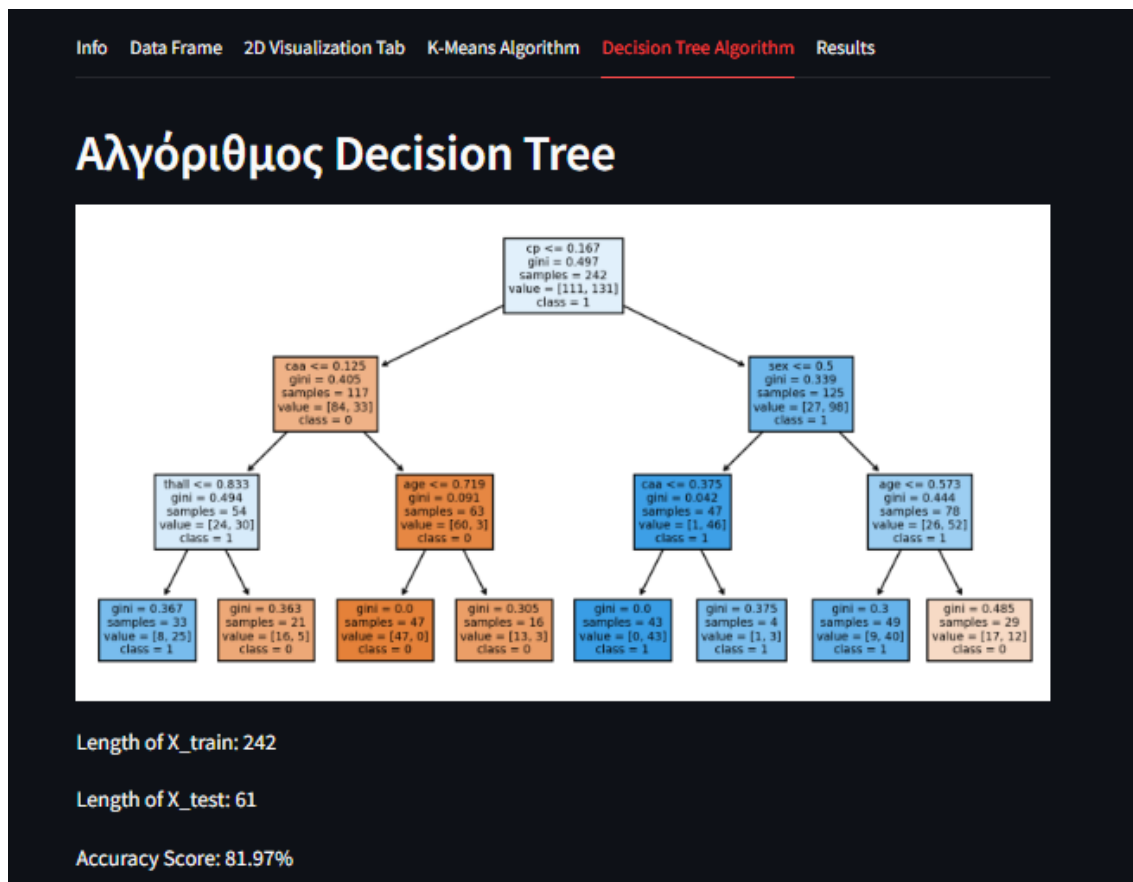 Info Data Frame 2D Visualization Tab K-Means Algorithm Decision Tree Algorithm Results
Αλγόριθμος Decision Tree
cp <= 0.167
gini = 0.497
samples = 242
value = [111, 131]
class = 1
caa <= 0.125
gini = 0.405
samples = 117
value = [84, 33]
class = 0
sex <= 0.5
gini = 0.339
samples = 125
value = [27, 98]
class = 1
thall <= 0.833
gini = 0.494
samples = 54
value = [24, 30]
class = 1
age <= 0.719
gini = 0.091
samples = 63
value = [60, 3]
class = 0
caa <= 0.375
gini = 0.042
samples = 47
value = [1, 46]
class = 1
age <= 0.573
gini = 0.444
samples = 78
value = [26, 52]
class = 1
gini = 0.367
samples = 33
value = [8, 25]
class = 1
gini = 0.363
samples = 21
value = [16, 5]
class = 0
gini = 0.0
samples = 47
value = [47, 0]
class = 0
gini = 0.305
samples = 16
value = [13, 3]
class = 0
gini = 0.0
samples = 43
value = [0, 43]
class = 1
gini = 0.375
samples = 4
value = [1, 3]
class = 1
gini = 0.3
samples = 49
value = [9, 40]
class = 1
gini = 0.485
samples = 29
value = [17, 12]
class = 0
Length of X_train: 242
Length of X_test: 61
Accuracy Score: 81.97%